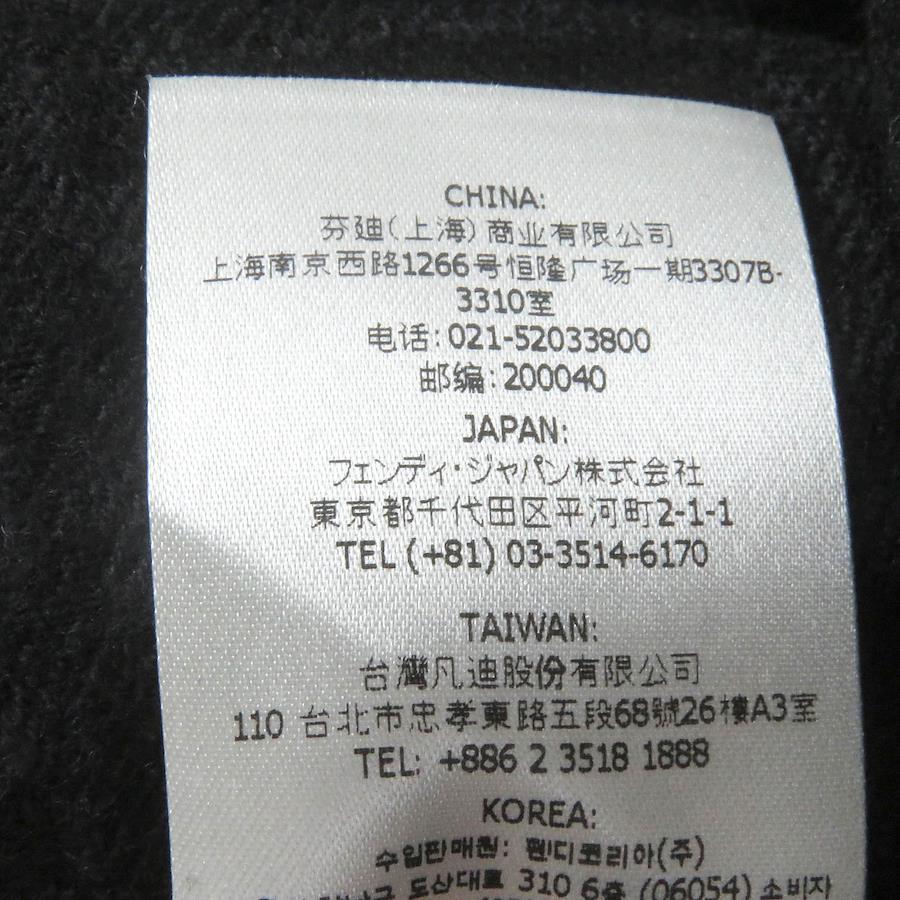 CHINA:
芬迪(上海)商业有限公司
上海南京西路1266号恒隆广场一期3307B-
3310室
电话: 021-52033800
邮编: 200040
JAPAN:
フェンディ・ジャパン株式会社
東京都千代田区平河町2-1-1
TEL (+81) 03-3514-6170
TAIWAN:
台灣凡迪股份有限公司
110 台北市忠孝東路五段68號26樓A3室
TEL: +886 2 3518 1888
KOREA:
수입판매원: 펜디코리아(주)
도산대로 310 6층 (06054) 소비자